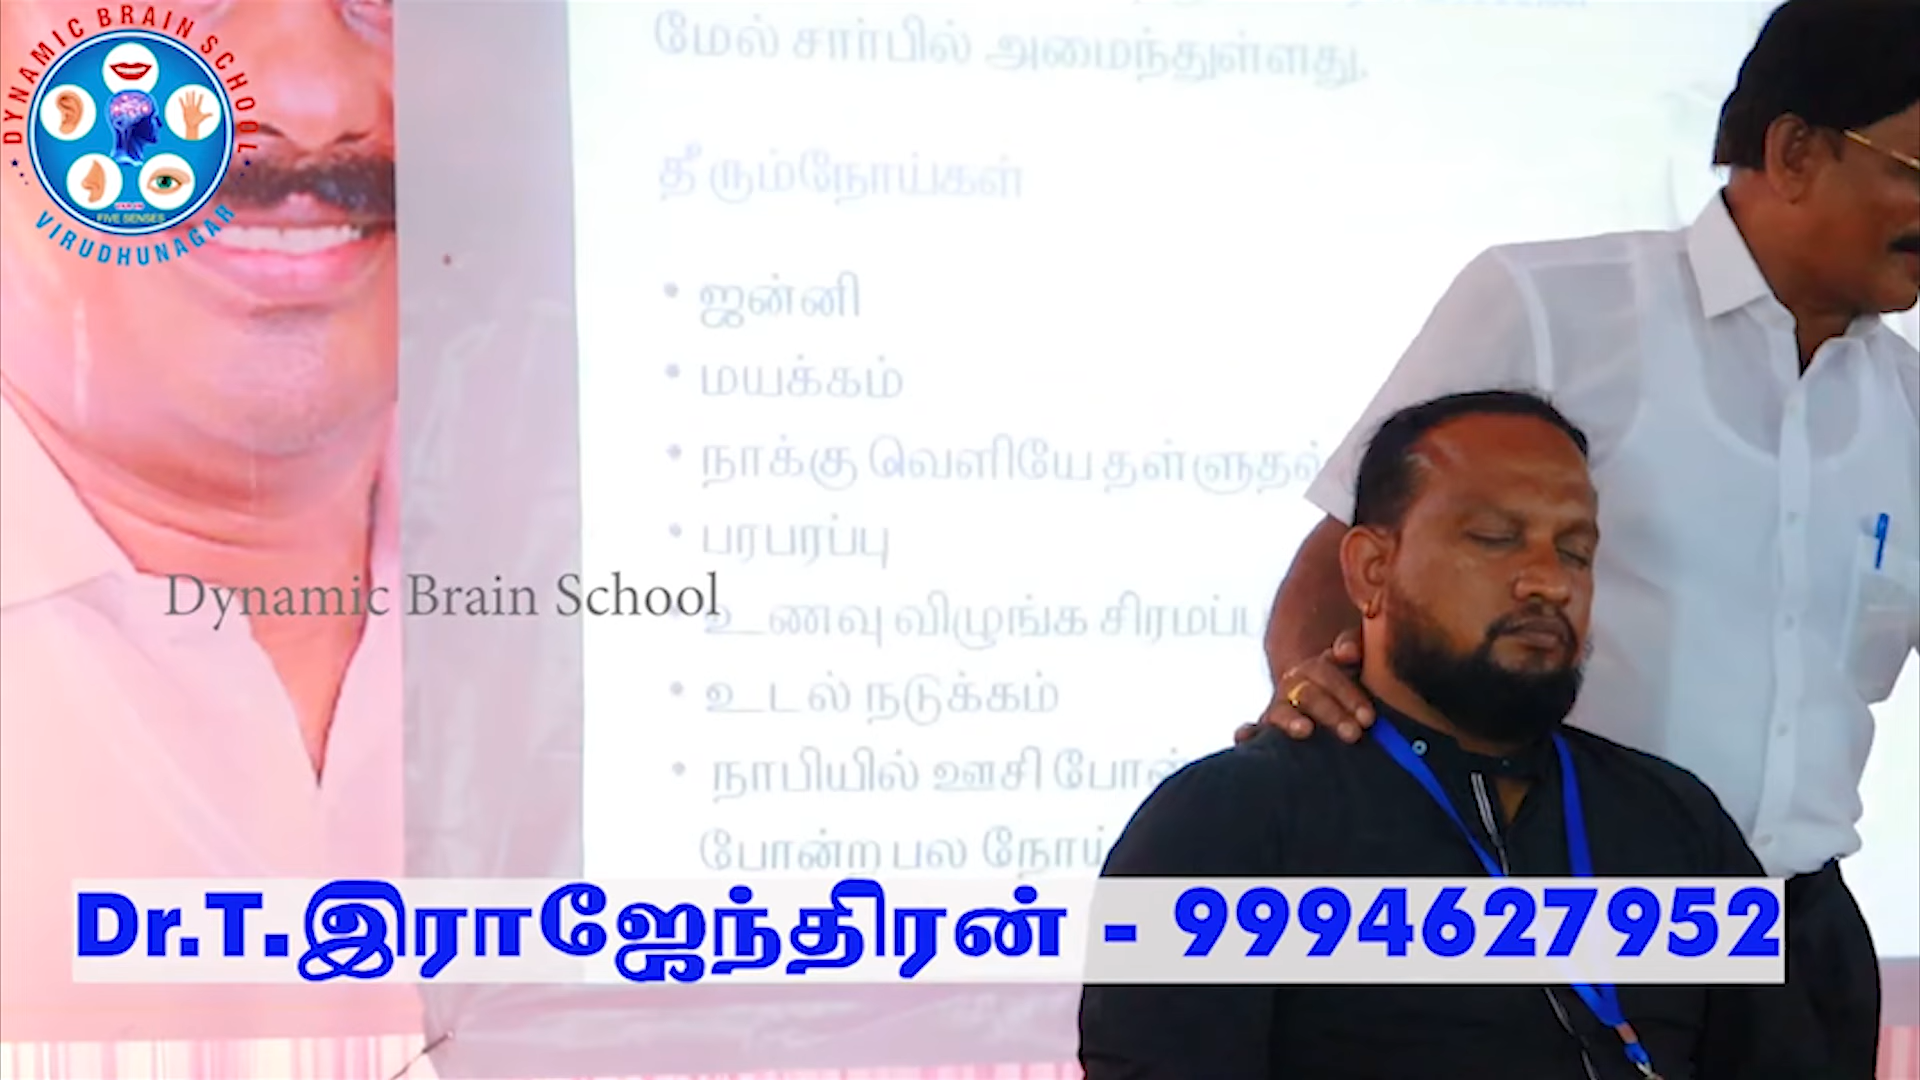 DYNAMIC BRAIN SCHOOL
FIVE SENSES
VIRUDHUNAGAR
மேல் சார்பில் அமைந்துள்ளது.
தீரும்நோய்கள்
• ஜன்னி
• மயக்கம்
• நாக்கு வெளியே தள்ளுதல்
• பரபரப்பு
Dynamic Brain School
• உணவு விழுங்க
• உடல் நடுக்கம்
• நாபியில் ஊசி
போன்ற பல
Dr.T.இராஜேந்திரன் - 9994627952